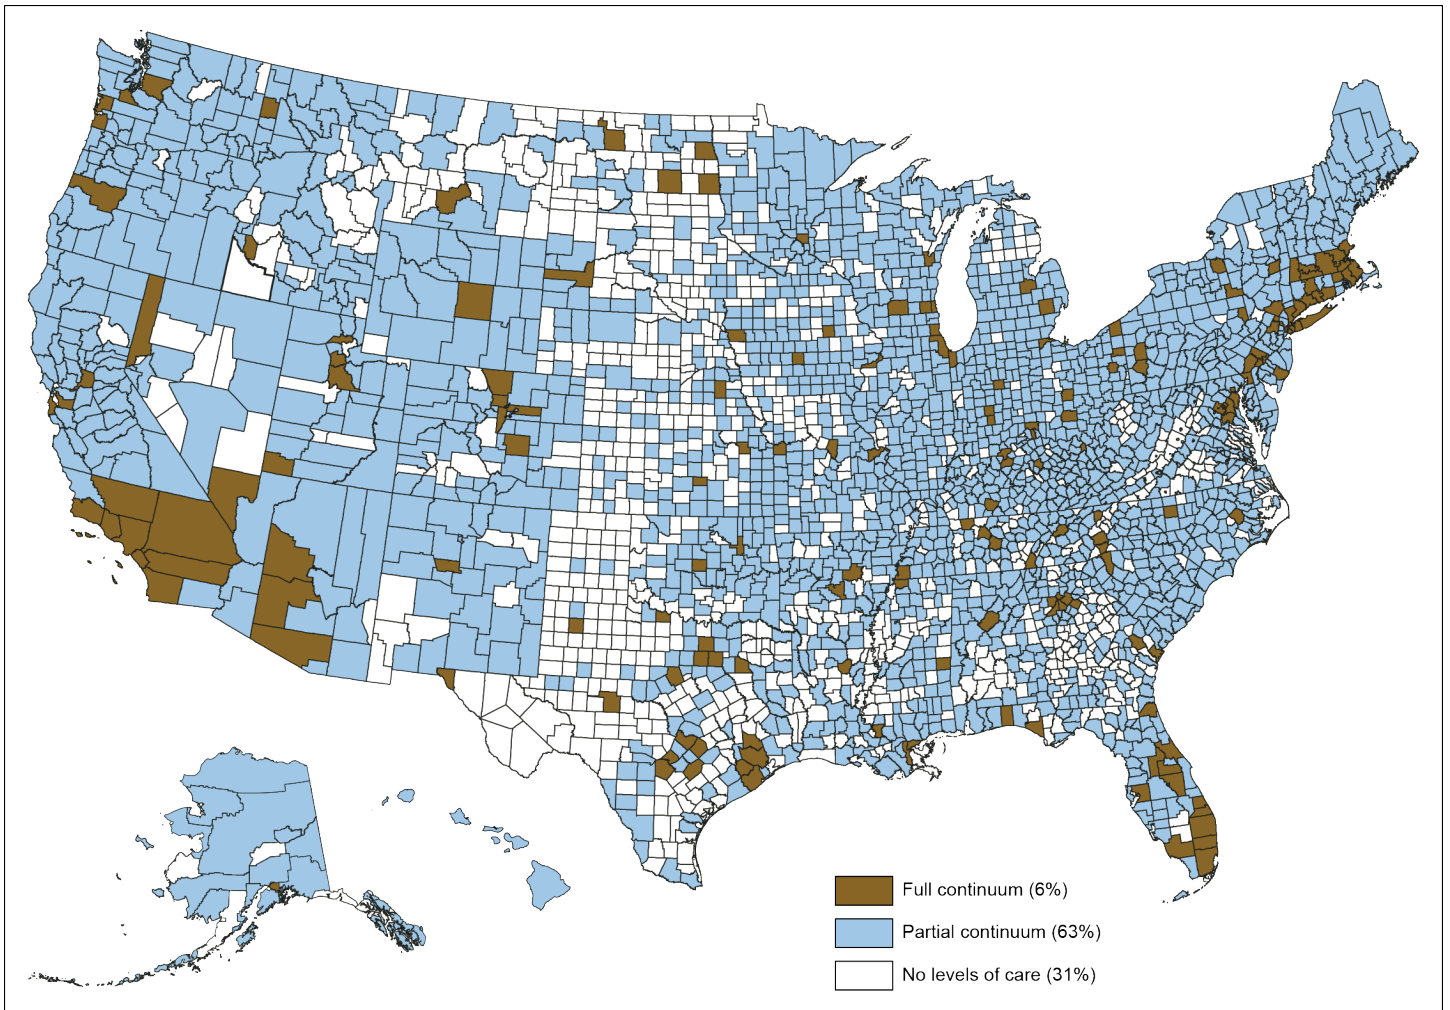 Full continuum (6%)
Partial continuum (63%)
No levels of care (31%)